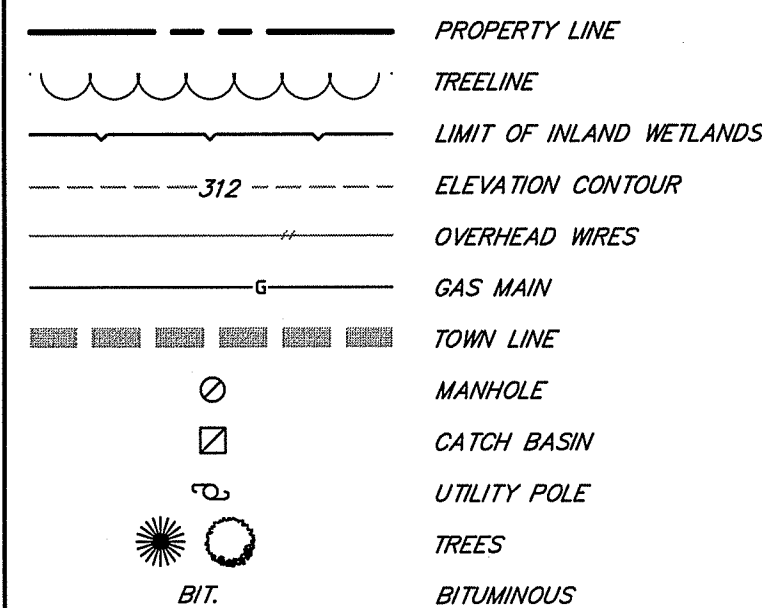 PROPERTY LINE
TREELINE
LIMIT OF INLAND WETLANDS
312 ELEVATION CONTOUR
OVERHEAD WIRES
G GAS MAIN
TOWN LINE
MANHOLE
CATCH BASIN
UTILITY POLE
TREES
BIT. BITUMINOUS